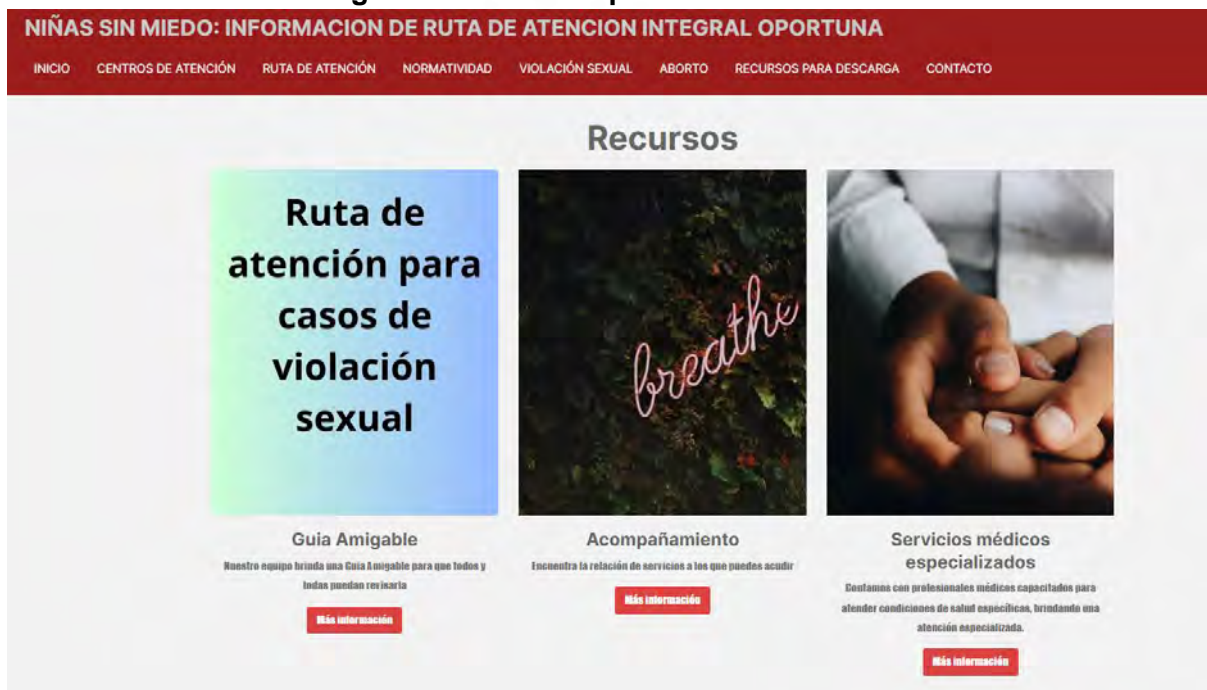 NIÑAS SIN MIEDO: INFORMACION DE RUTA DE ATENCION INTEGRAL OPORTUNA
INICIO CENTROS DE ATENCIÓN RUTA DE ATENCIÓN NORMATIVIDAD VIOLACIÓN SEXUAL ABORTO RECURSOS PARA DESCARGA CONTACTO
Recursos
Ruta de
atención para
casos de
violación
sexual
breathe
Guia Amigable
Nuestro equipo brinda una Guia Amigable para que todos y
todas puedan revisarla
Más información
Acompañamiento
Encuentra la relación de servicios a los que puedes acudir
Más información
Servicios médicos
especializados
Contamos con profesionales médicos capacitados para
atender condiciones de salud específicas, brindando una
atención especializada.
Más información